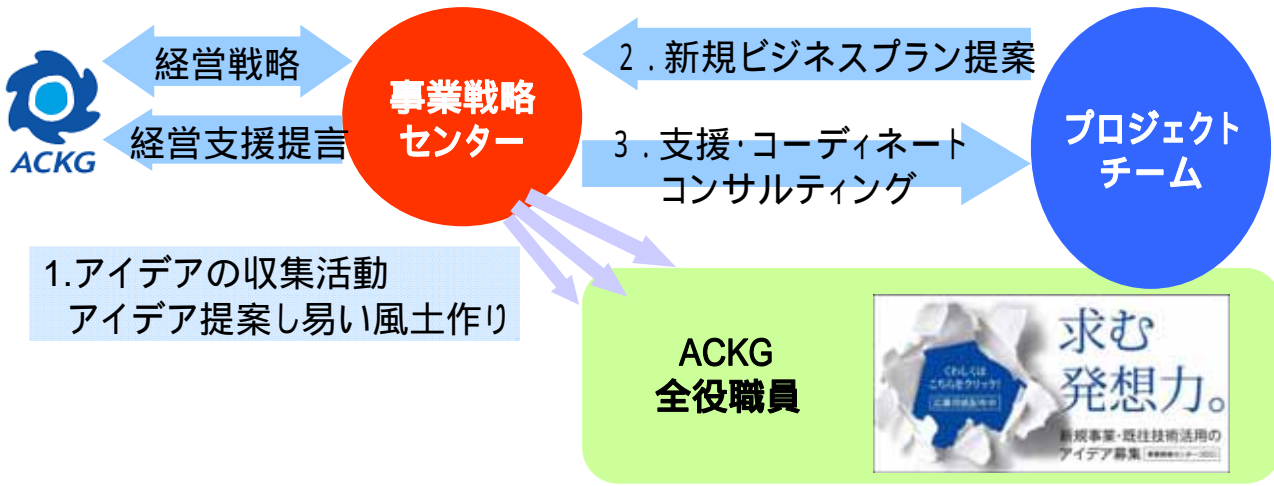 経営戦略
ACKG
経営支援提言
事業戦略
センター
2．新規ビジネスプラン提案
3．支援・コーディネート
コンサルティング
プロジェクト
チーム
1.アイデアの収集活動
アイデア提案し易い風土作り
ACKG
全役職員
くわしくは
こちらをクリック!
求む
発想力。
新規事業・既往技術活用の
アイデア募集